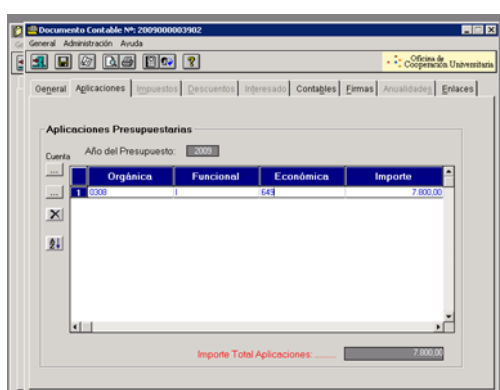 Documento Contable Nº: 2009000003902
General Administración Ayuda
Oficina de
Cooperación Universitaria
General Aplicaciones Impuestos Descuentos Interesado Contables Firmas Anualidades Enlaces
Aplicaciones Presupuestarias
Cuenta
Año del Presupuesto: 2009
Orgánica Funcional Económica Importe
1 0308 I 649 7.800,00
Importe Total Aplicaciones: ........ 7.800,00